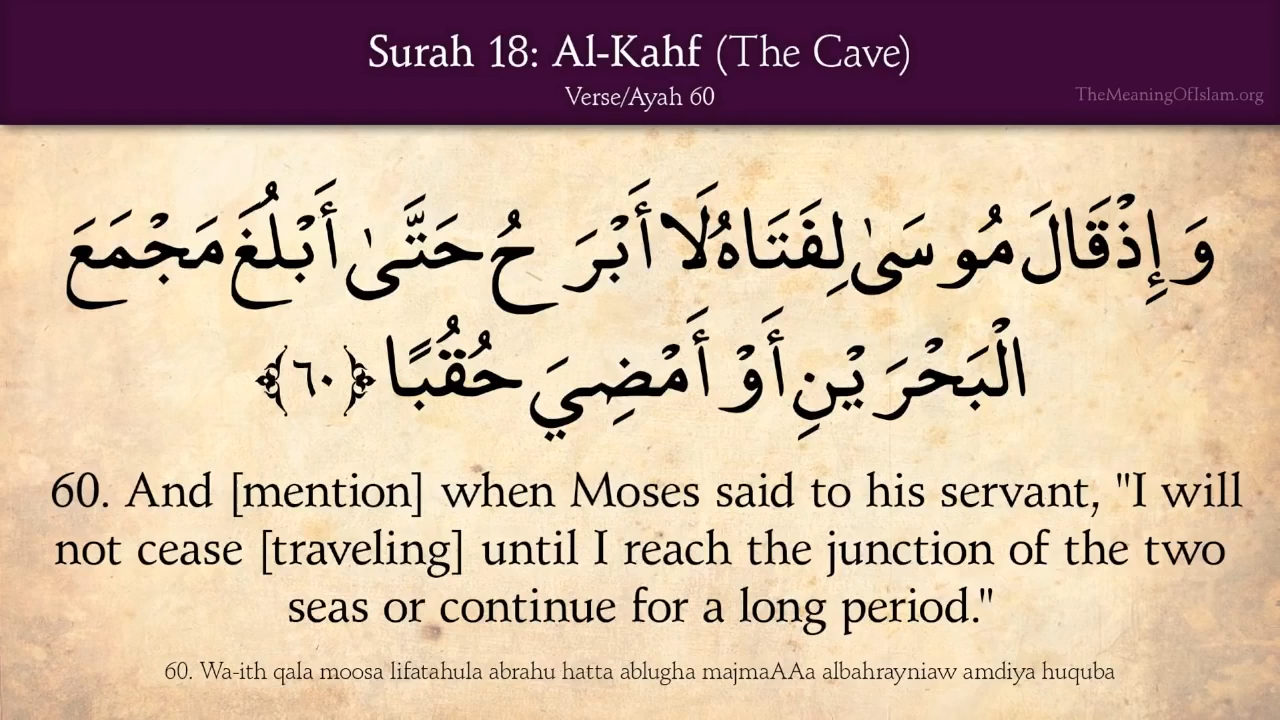 Surah 18: Al-Kahf (The Cave)
Verse/Ayah 60
TheMeaningOfIslam.org
وَإِذْ قَالَ مُوسَىٰ لِفَتَاهُ لَا أَبْرَحُ حَتَّىٰ أَبْلُغَ مَجْمَعَ
الْبَحْرَيْنِ أَوْ أَمْضِيَ حُقُبًا ﴿٦٠﴾
60. And [mention] when Moses said to his servant, "I will
not cease [traveling] until I reach the junction of the two
seas or continue for a long period."
60. Wa-ith qala moosa lifatahula abrahu hatta ablugha majmaAAa albahrayniaw amdiya huquba